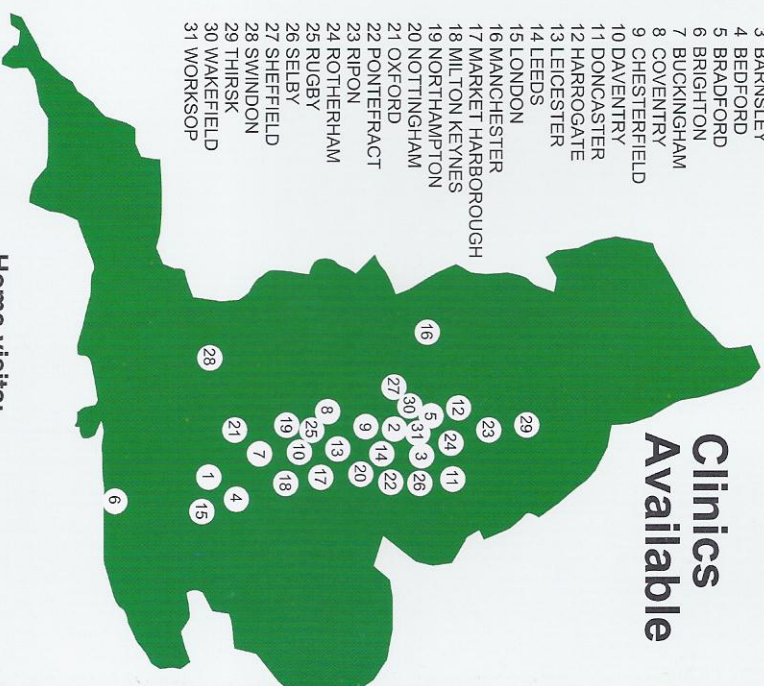 3 BARNSLEY
4 BEDFORD
5 BRADFORD
6 BRIGHTON
7 BUCKINGHAM
8 COVENTRY
9 CHESTERFIELD
10 DAVENTRY
11 DONCASTER
12 HARROGATE
13 LEICESTER
14 LEEDS
15 LONDON
16 MANCHESTER
17 MARKET HARBOROUGH
18 MILTON KEYNES
19 NORTHAMPTON
20 NOTTINGHAM
21 OXFORD
22 PONTEFRACT
23 RIPON
24 ROTHERHAM
25 RUGBY
26 SELBY
27 SHEFFIELD
28 SWINDON
29 THIRSK
30 WAKEFIELD
31 WORKSOP
Clinics
Available
29
23
12
24
11
16
5
31
3
26
30
27
2
14
22
9
20
8
13
17
25
10
19
18
7
21
4
28
1
15
6
Home visits: